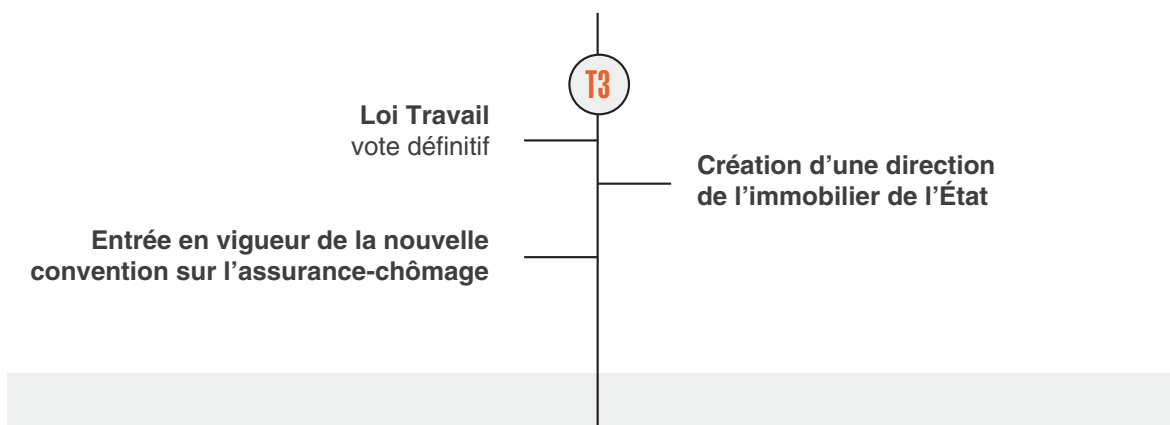 T3
Loi Travail
vote définitif
Création d’une direction
de l’immobilier de l’État
Entrée en vigueur de la nouvelle
convention sur l’assurance-chômage